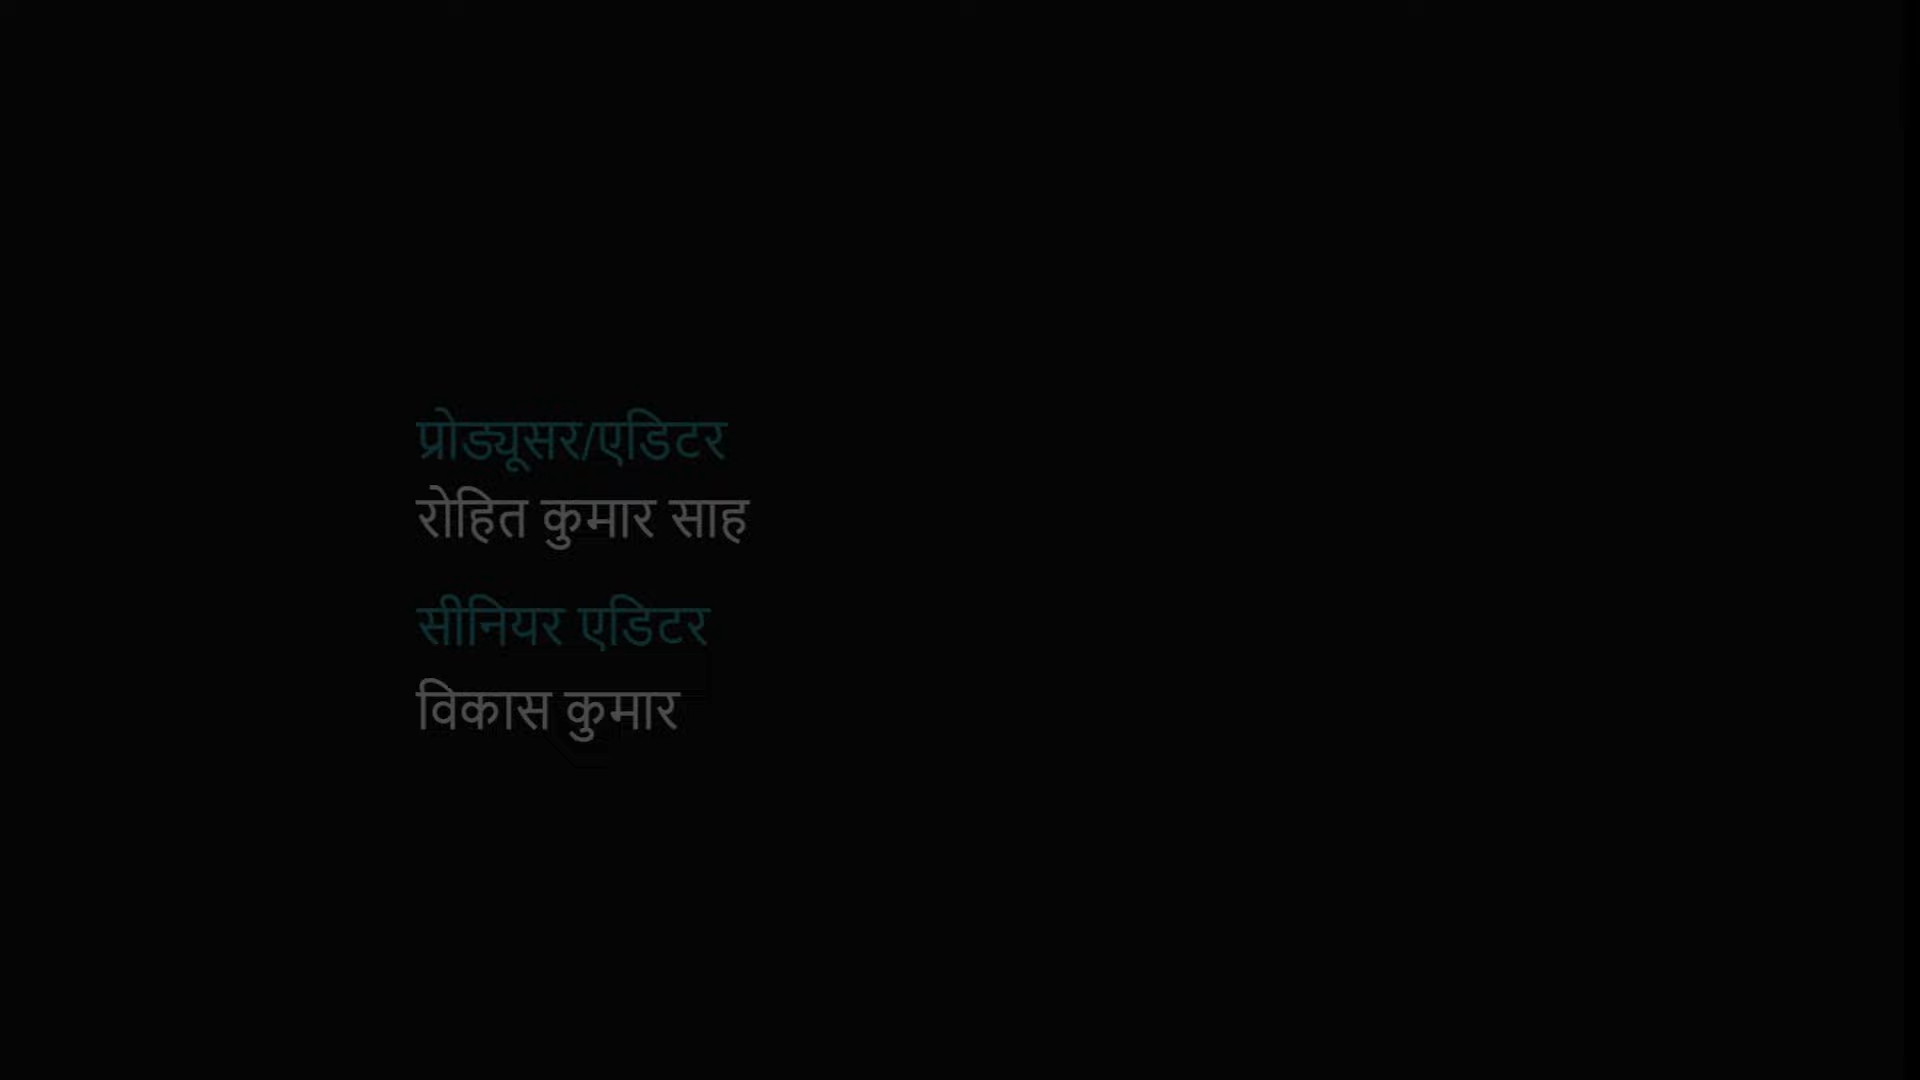 प्रोड्यूसर/एडिटर
रोहित कुमार साह
सीनियर एडिटर
विकास कुमार